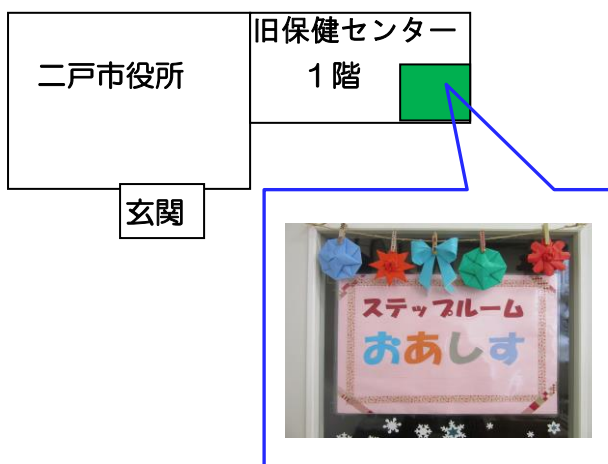 旧保健センター
二戸市役所
1階
玄関
ステップルーム
おあしす